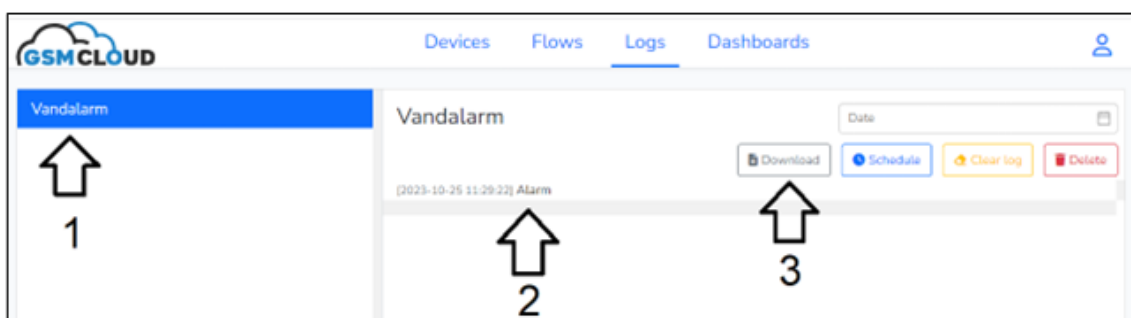 GSMCLOUD Devices Flows Logs Dashboards
Vandalarm
Vandalarm
Date
Download Schedule Clear log Delete
[2023-10-25 11:29:22] Alarm
1
2
3